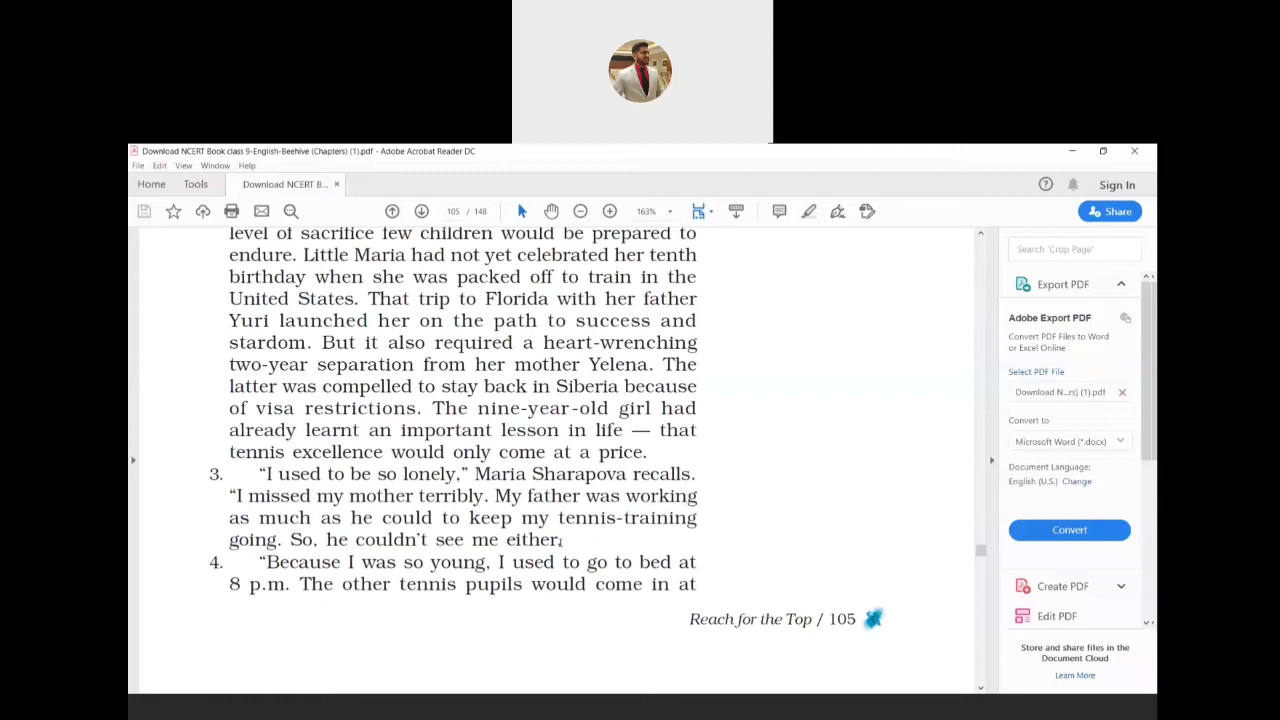 Download NCERT Book class 9-English-Beehive (Chapters) (1).pdf - Adobe Acrobat Reader DC
File Edit View Window Help
Home Tools Download NCERT B... × Sign In
105 / 148 163% Share
level of sacrifice few children would be prepared to
endure. Little Maria had not yet celebrated her tenth
birthday when she was packed off to train in the
United States. That trip to Florida with her father
Yuri launched her on the path to success and
stardom. But it also required a heart-wrenching
two-year separation from her mother Yelena. The
latter was compelled to stay back in Siberia because
of visa restrictions. The nine-year-old girl had
already learnt an important lesson in life — that
tennis excellence would only come at a price.
3. “I used to be so lonely,” Maria Sharapova recalls.
“I missed my mother terribly. My father was working
as much as he could to keep my tennis-training
going. So, he couldn’t see me either.
4. “Because I was so young, I used to go to bed at
8 p.m. The other tennis pupils would come in at
Reach for the Top / 105
Search 'Crop Page'
Export PDF
Adobe Export PDF
Convert PDF Files to Word
or Excel Online
Select PDF File
Download N...rs) (1).pdf
Convert to
Microsoft Word (*.docx)
Document Language:
English (U.S.) Change
Convert
Create PDF
Edit PDF
Store and share files in the
Document Cloud
Learn More